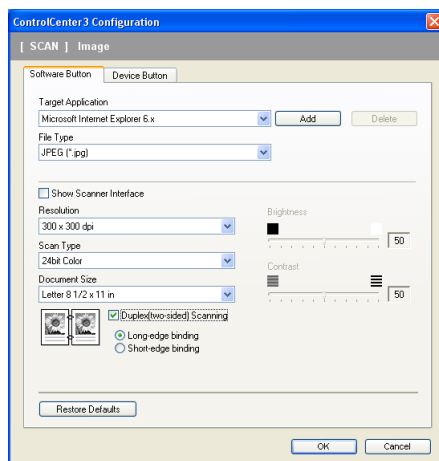 ControlCenter3 Configuration
[ SCAN ] Image
Software Button
Device Button
Target Application
Microsoft Internet Explorer 6.x
Add
Delete
File Type
JPEG (*.jpg)
Show Scanner Interface
Resolution
300 x 300 dpi
Scan Type
24bit Color
Document Size
Letter 8 1/2 x 11 in
Duplex(two-sided) Scanning
Long-edge binding
Short-edge binding
Brightness
50
Contrast
50
Restore Defaults
OK
Cancel